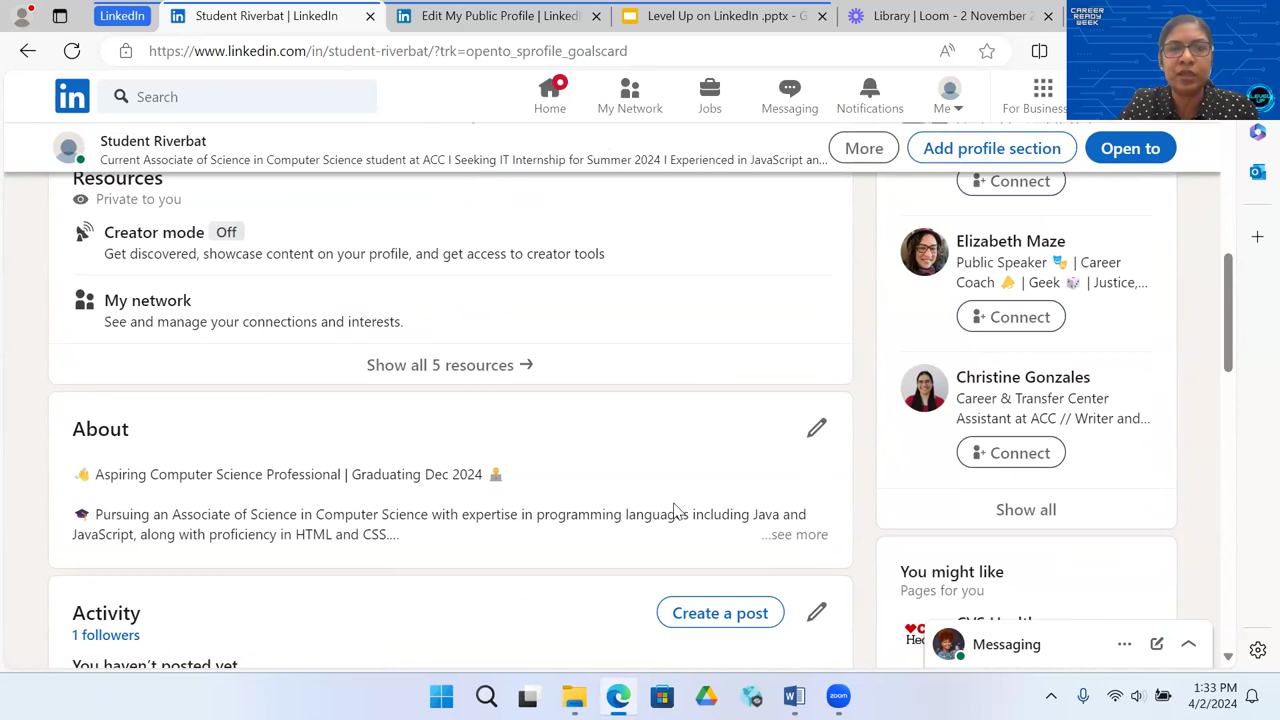 LinkedIn
Student Riverbat | LinkedIn
Edit My Public Profile | Linked
Level Up on LinkedIn .pptx - G
Library | Loom - 2 November 2
https://www.linkedin.com/in/student-riverbat/?trk=opento_sprofile_goalscard
CAREER
READY
WEEK
LEVEL
UP
in
Search
Home
My Network
Jobs
Messaging
Notifications
Me
For Business
Student Riverbat
Current Associate of Science in Computer Science student at ACC I Seeking IT Internship for Summer 2024 I Experienced in JavaScript an...
More
Add profile section
Open to
Resources
Private to you
Creator mode Off
Get discovered, showcase content on your profile, and get access to creator tools
My network
See and manage your connections and interests.
Show all 5 resources →
About
👋 Aspiring Computer Science Professional | Graduating Dec 2024 🧑‍💻
🎓 Pursuing an Associate of Science in Computer Science with expertise in programming languages including Java and
JavaScript, along with proficiency in HTML and CSS....
...see more
Activity
1 followers
Create a post
You haven't posted yet
Connect
Elizabeth Maze
Public Speaker 🎭 | Career
Coach 📣 | Geek 🎲 | Justice,...
Connect
Christine Gonzales
Career & Transfer Center
Assistant at ACC // Writer and...
Connect
Show all
You might like
Pages for you
Messaging
1:33 PM
4/2/2024